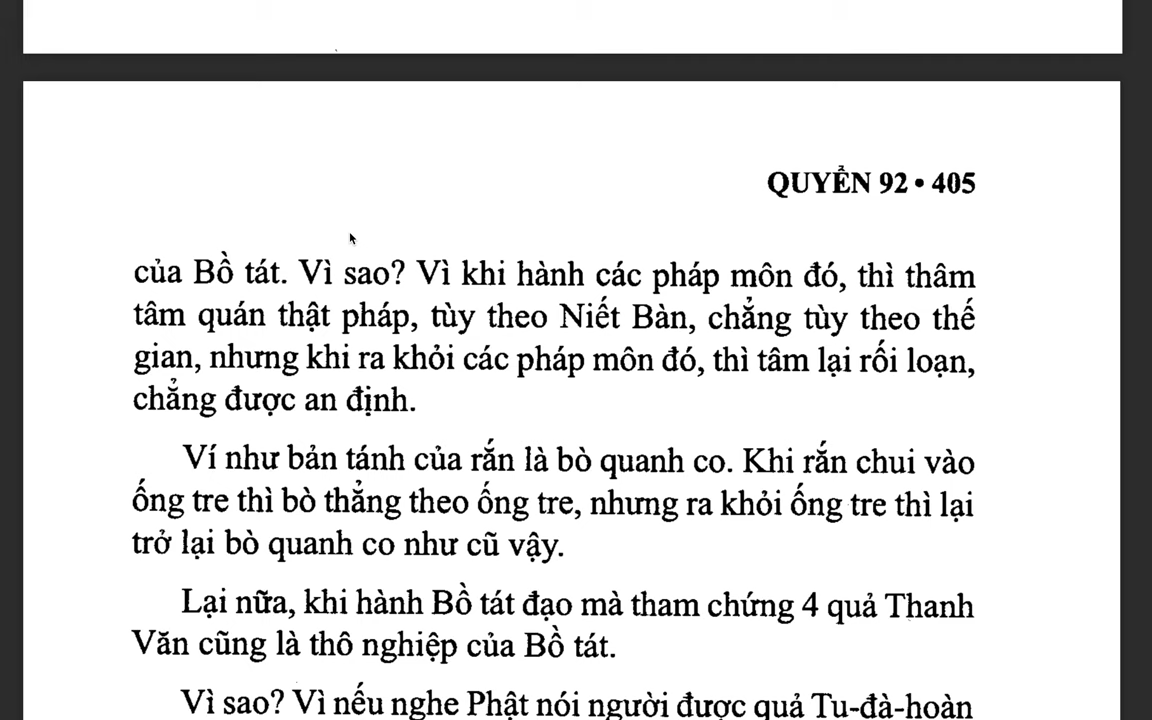 QUYỂN 92 • 405
của Bồ tát. Vì sao? Vì khi hành các pháp môn đó, thì thâm
tâm quán thật pháp, tùy theo Niết Bàn, chẳng tùy theo thế
gian, nhưng khi ra khỏi các pháp môn đó, thì tâm lại rối loạn,
chẳng được an định.
Ví như bản tánh của rắn là bò quanh co. Khi rắn chui vào
ống tre thì bò thẳng theo ống tre, nhưng ra khỏi ống tre thì lại
trở lại bò quanh co như cũ vậy.
Lại nữa, khi hành Bồ tát đạo mà tham chứng 4 quả Thanh
Văn cũng là thô nghiệp của Bồ tát.
Vì sao? Vì nếu nghe Phật nói người được quả Tu-đà-hoàn